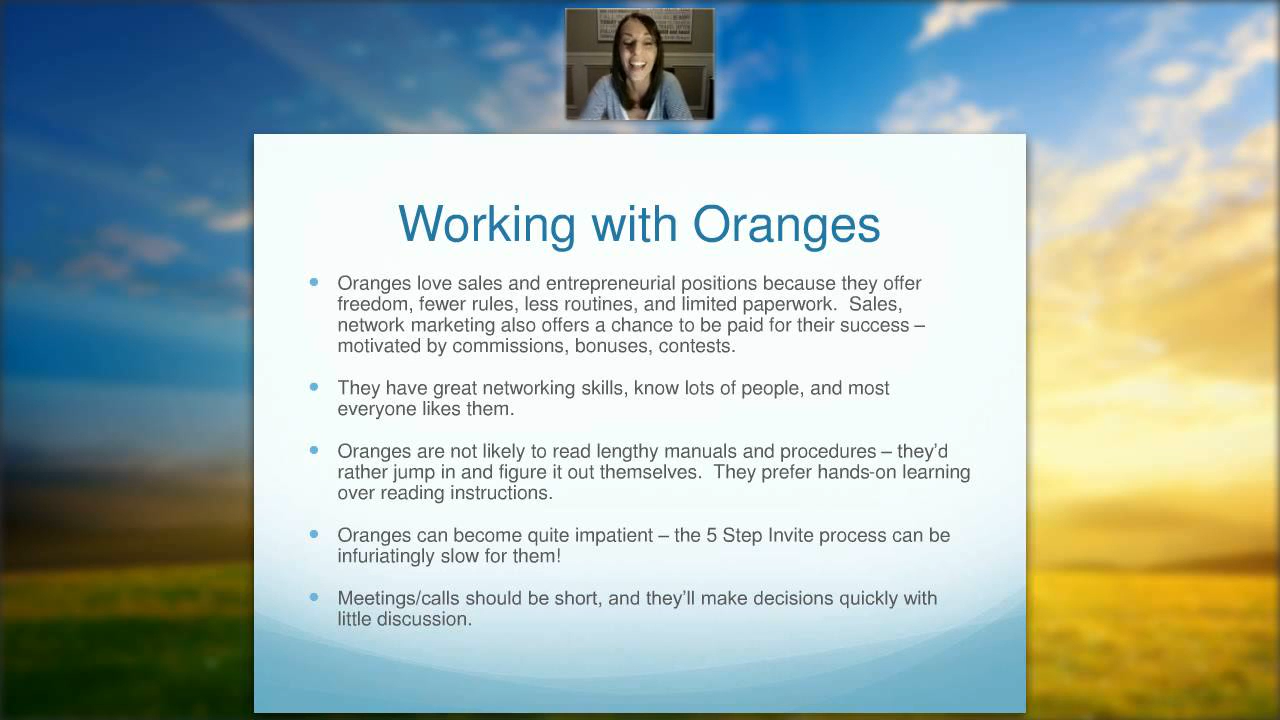 Working with Oranges
Oranges love sales and entrepreneurial positions because they offer
freedom, fewer rules, less routines, and limited paperwork.  Sales,
network marketing also offers a chance to be paid for their success –
motivated by commissions, bonuses, contests.
They have great networking skills, know lots of people, and most
everyone likes them.
Oranges are not likely to read lengthy manuals and procedures – they’d
rather jump in and figure it out themselves.  They prefer hands-on learning
over reading instructions.
Oranges can become quite impatient – the 5 Step Invite process can be
infuriatingly slow for them!
Meetings/calls should be short, and they’ll make decisions quickly with
little discussion.